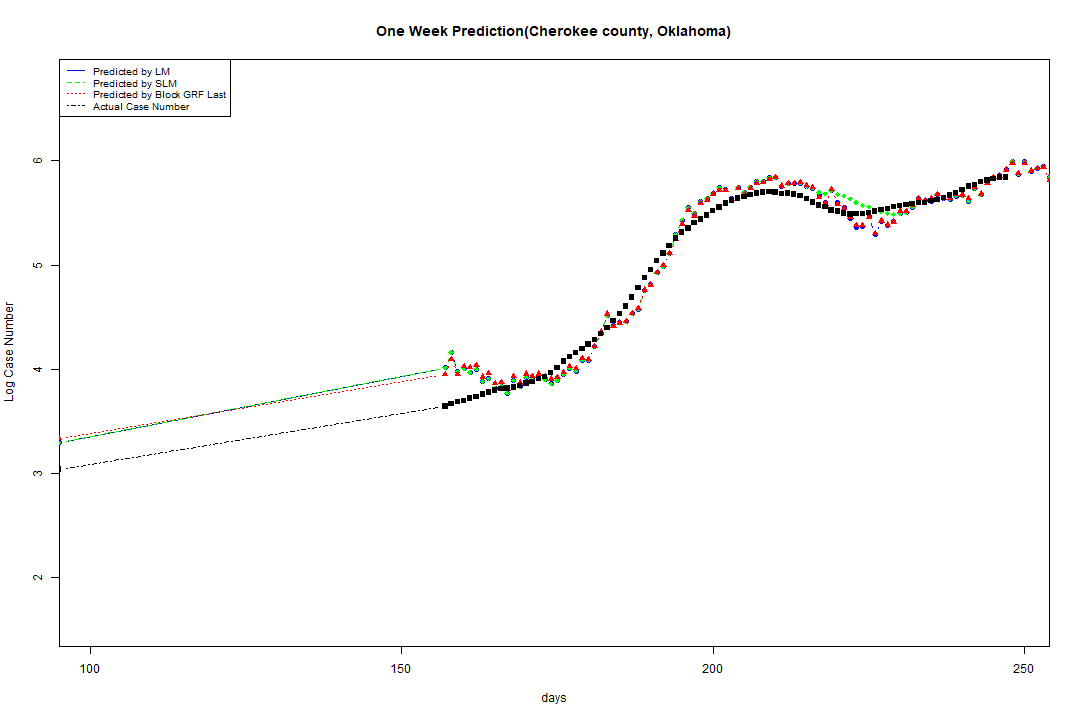 One Week Prediction(Cherokee county, Oklahoma)
Predicted by LM
Predicted by SLM
Predicted by Block GRF Last
Actual Case Number
6
5
4
3
2
Log Case Number
100 150 200 250
days